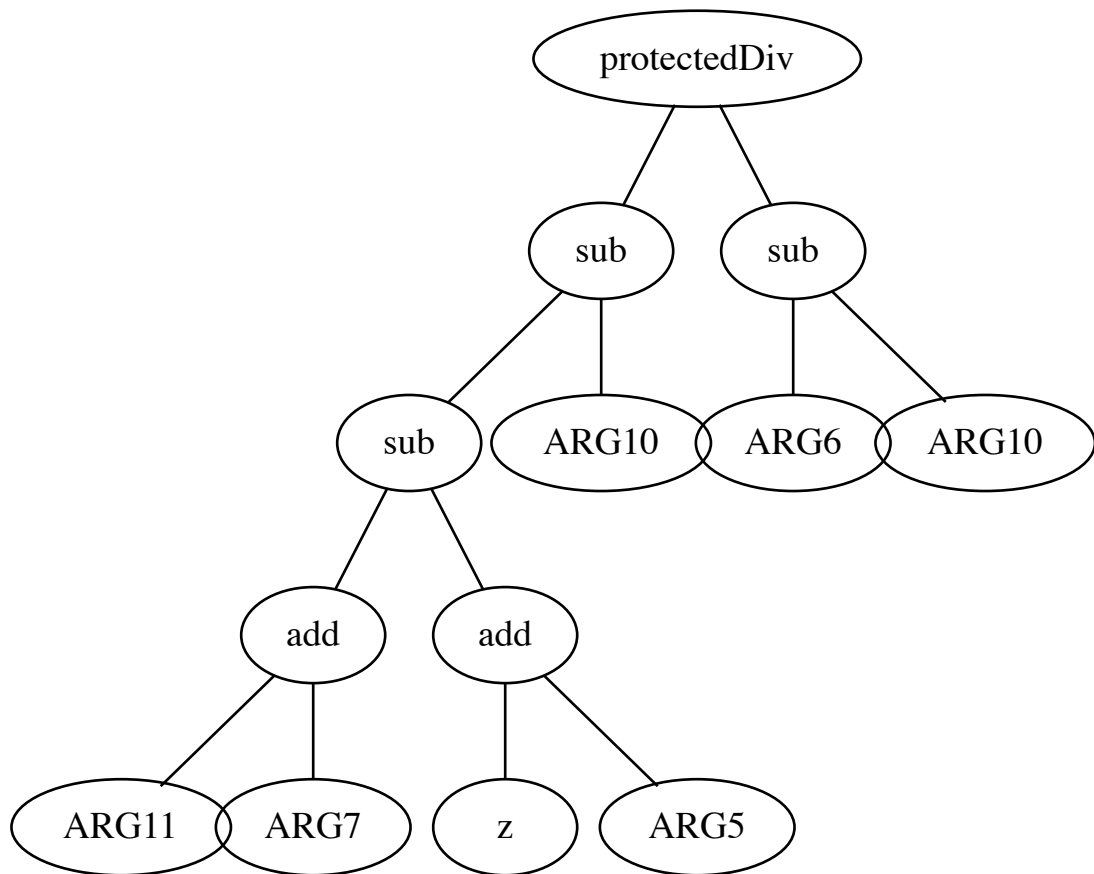 protectedDiv
sub sub
sub ARG10 ARG6 ARG10
add add
ARG11 ARG7 z ARG5